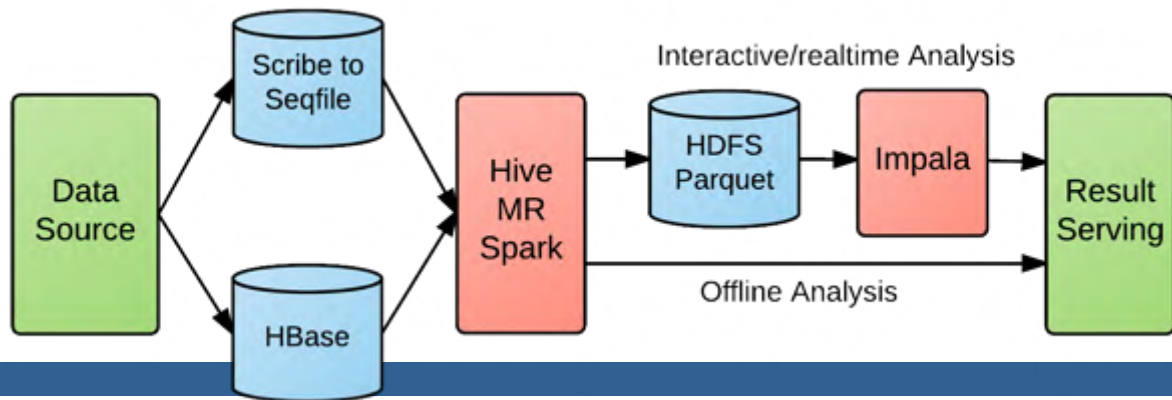 Data
Source
Scribe to
Seqfile
HBase
Hive
MR
Spark
Interactive/realtime Analysis
HDFS
Parquet
Impala
Offline Analysis
Result
Serving